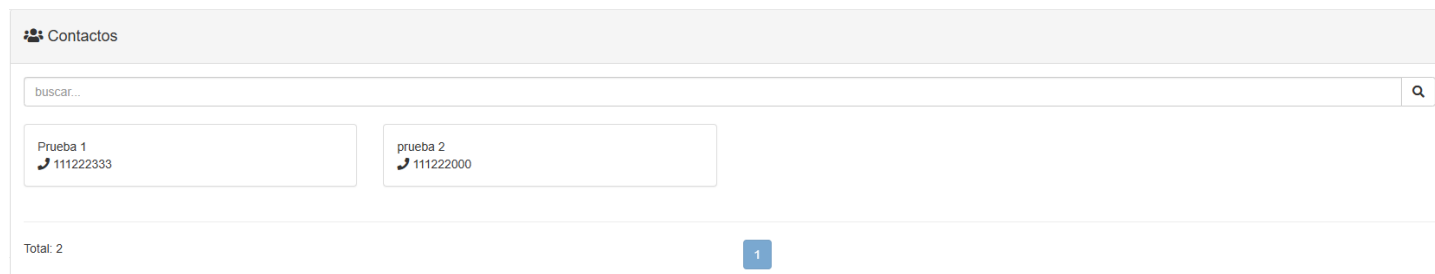 Contactos
buscar...
Prueba 1
111222333
prueba 2
111222000
Total: 2
1